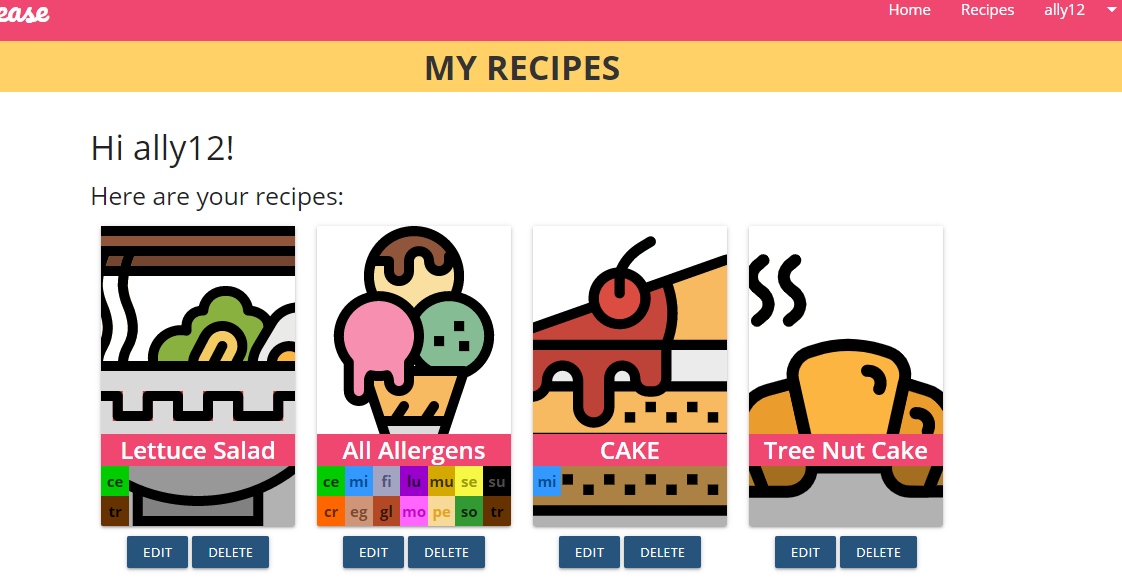 ease
Home Recipes ally12
MY RECIPES
Hi ally12!
Here are your recipes:
Lettuce Salad All Allergens CAKE Tree Nut Cake
ce ce mi fi lu mu se su mi
tr cr eg gl mo pe so tr
EDIT DELETE EDIT DELETE EDIT DELETE EDIT DELETE